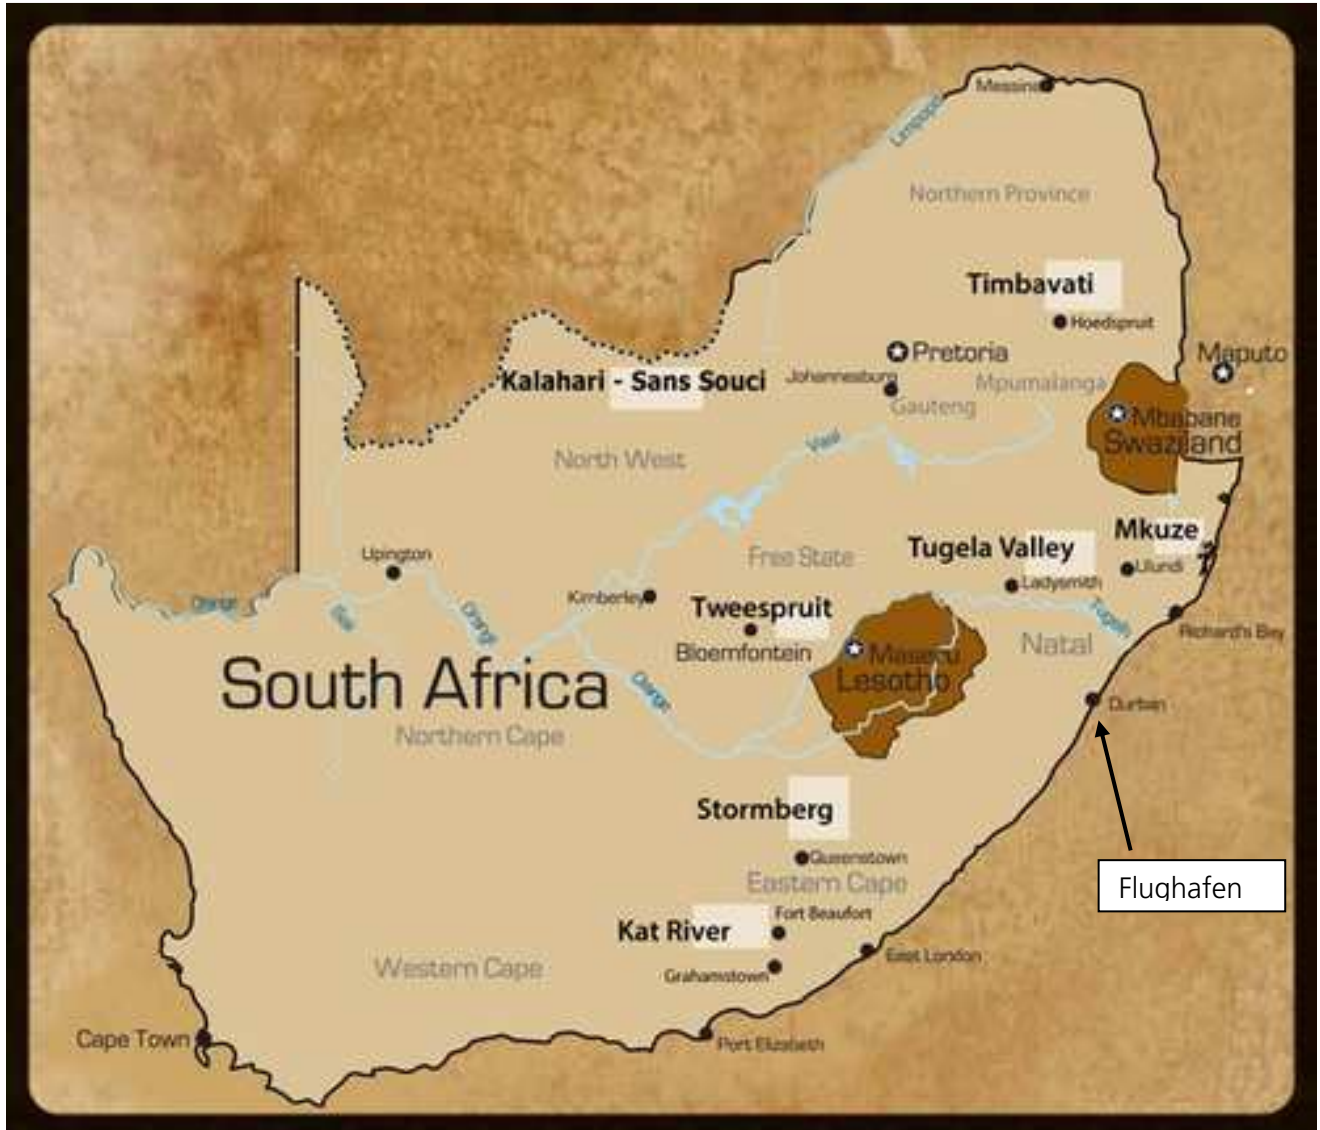 Messina
Limpopo
Northern Province
Timbavati
Hoedspruit
Pretoria
Maputo
Kalahari - Sans Souci
Johannesburg
Mpumalanga
Gauteng
Mbabane
Swaziland
Vaal
North West
Mkuze
Tugela Valley
Free State
Upington
Ulundi
Ladysmith
Kimberley
Tweespruit
Orange
Orange
Tugela
Richard's Bay
Natal
Bloemfontein
Maseru
Lesotho
South Africa
Orange
Durban
Northern Cape
Stormberg
Queenstown
Flughafen
Eastern Cape
Fort Beaufort
Kat River
East London
Western Cape
Grahamstown
Cape Town
Port Elizabeth